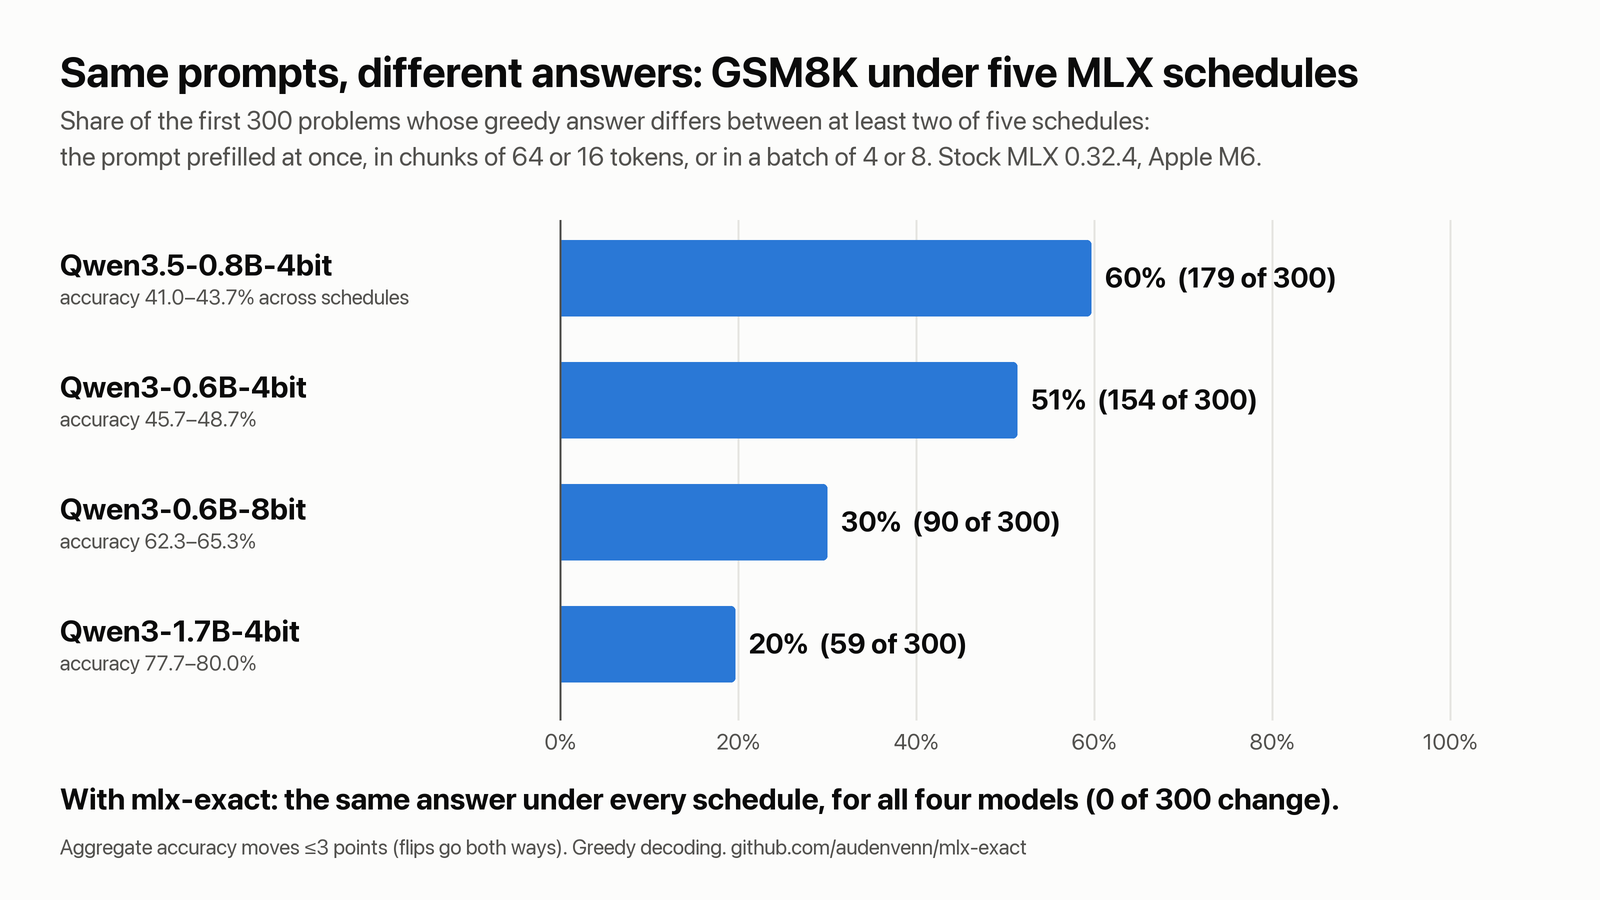 Same prompts, different answers: GSM8K under five MLX schedules
Share of the first 300 problems whose greedy answer differs between at least two of five schedules:
the prompt prefilled at once, in chunks of 64 or 16 tokens, or in a batch of 4 or 8. Stock MLX 0.32.4, Apple M6.
Qwen3.5-0.8B-4bit
accuracy 41.0–43.7% across schedules
60% (179 of 300)
Qwen3-0.6B-4bit
accuracy 45.7–48.7%
51% (154 of 300)
Qwen3-0.6B-8bit
accuracy 62.3–65.3%
30% (90 of 300)
Qwen3-1.7B-4bit
accuracy 77.7–80.0%
20% (59 of 300)
0% 20% 40% 60% 80% 100%
With mlx-exact: the same answer under every schedule, for all four models (0 of 300 change).
Aggregate accuracy moves ≤3 points (flips go both ways). Greedy decoding. github.com/audenvenn/mlx-exact